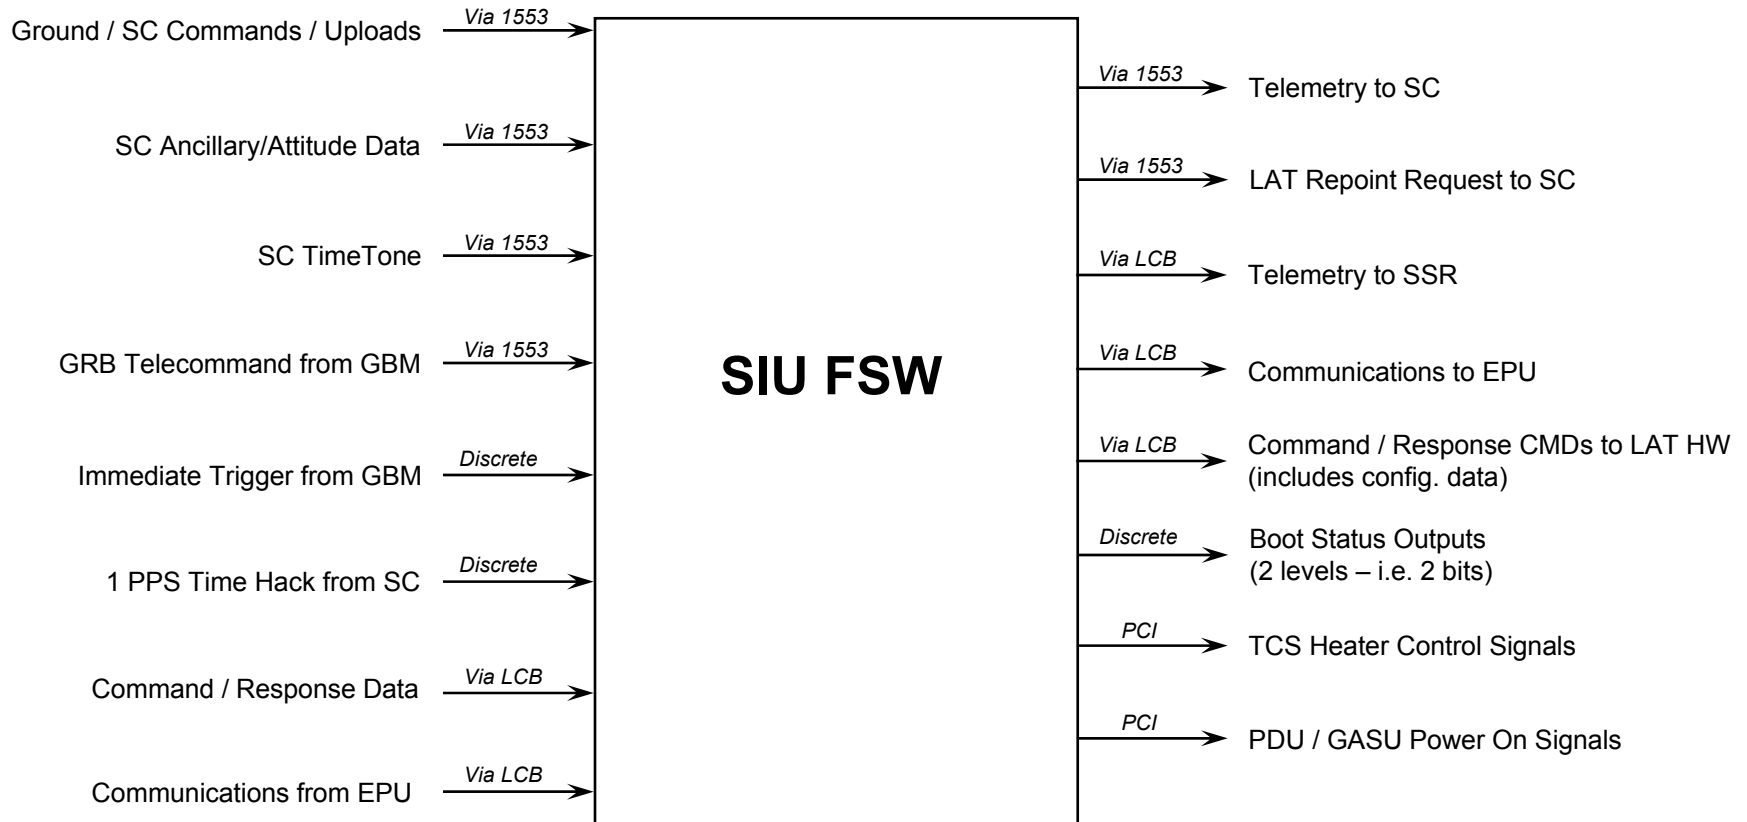 Via 1553
Ground / SC Commands / Uploads
Via 1553
SC Ancillary/Attitude Data
Via 1553
SC TimeTone
Via 1553
GRB Telecommand from GBM
Discrete
Immediate Trigger from GBM
Discrete
1 PPS Time Hack from SC
Via LCB
Command / Response Data
Via LCB
Communications from EPU
SIU FSW
Via 1553
Telemetry to SC
Via 1553
LAT Repoint Request to SC
Via LCB
Telemetry to SSR
Via LCB
Communications to EPU
Via LCB
Command / Response CMDs to LAT HW
(includes config. data)
Discrete
Boot Status Outputs
(2 levels – i.e. 2 bits)
PCI
TCS Heater Control Signals
PCI
PDU / GASU Power On Signals